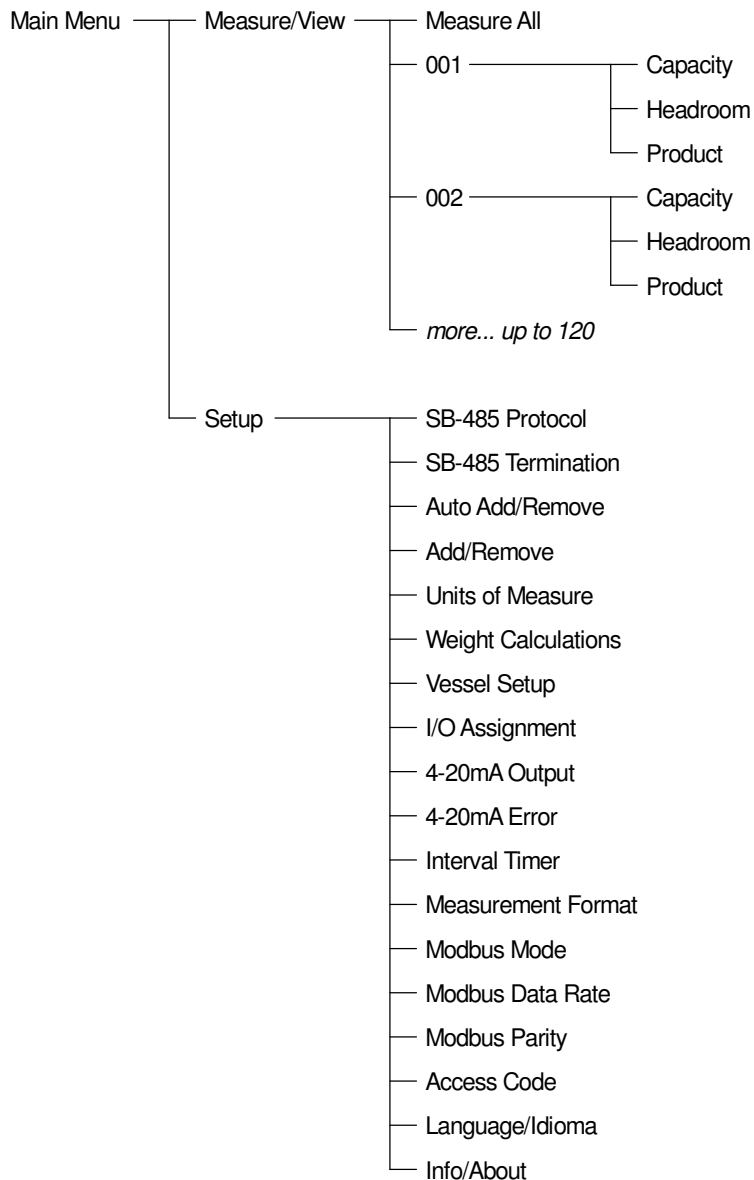 Main Menu Measure/View Measure All
001 Capacity
Headroom
Product
002 Capacity
Headroom
Product
more... up to 120
Setup SB-485 Protocol
SB-485 Termination
Auto Add/Remove
Add/Remove
Units of Measure
Weight Calculations
Vessel Setup
I/O Assignment
4-20mA Output
4-20mA Error
Interval Timer
Measurement Format
Modbus Mode
Modbus Data Rate
Modbus Parity
Access Code
Language/Idioma
Info/About